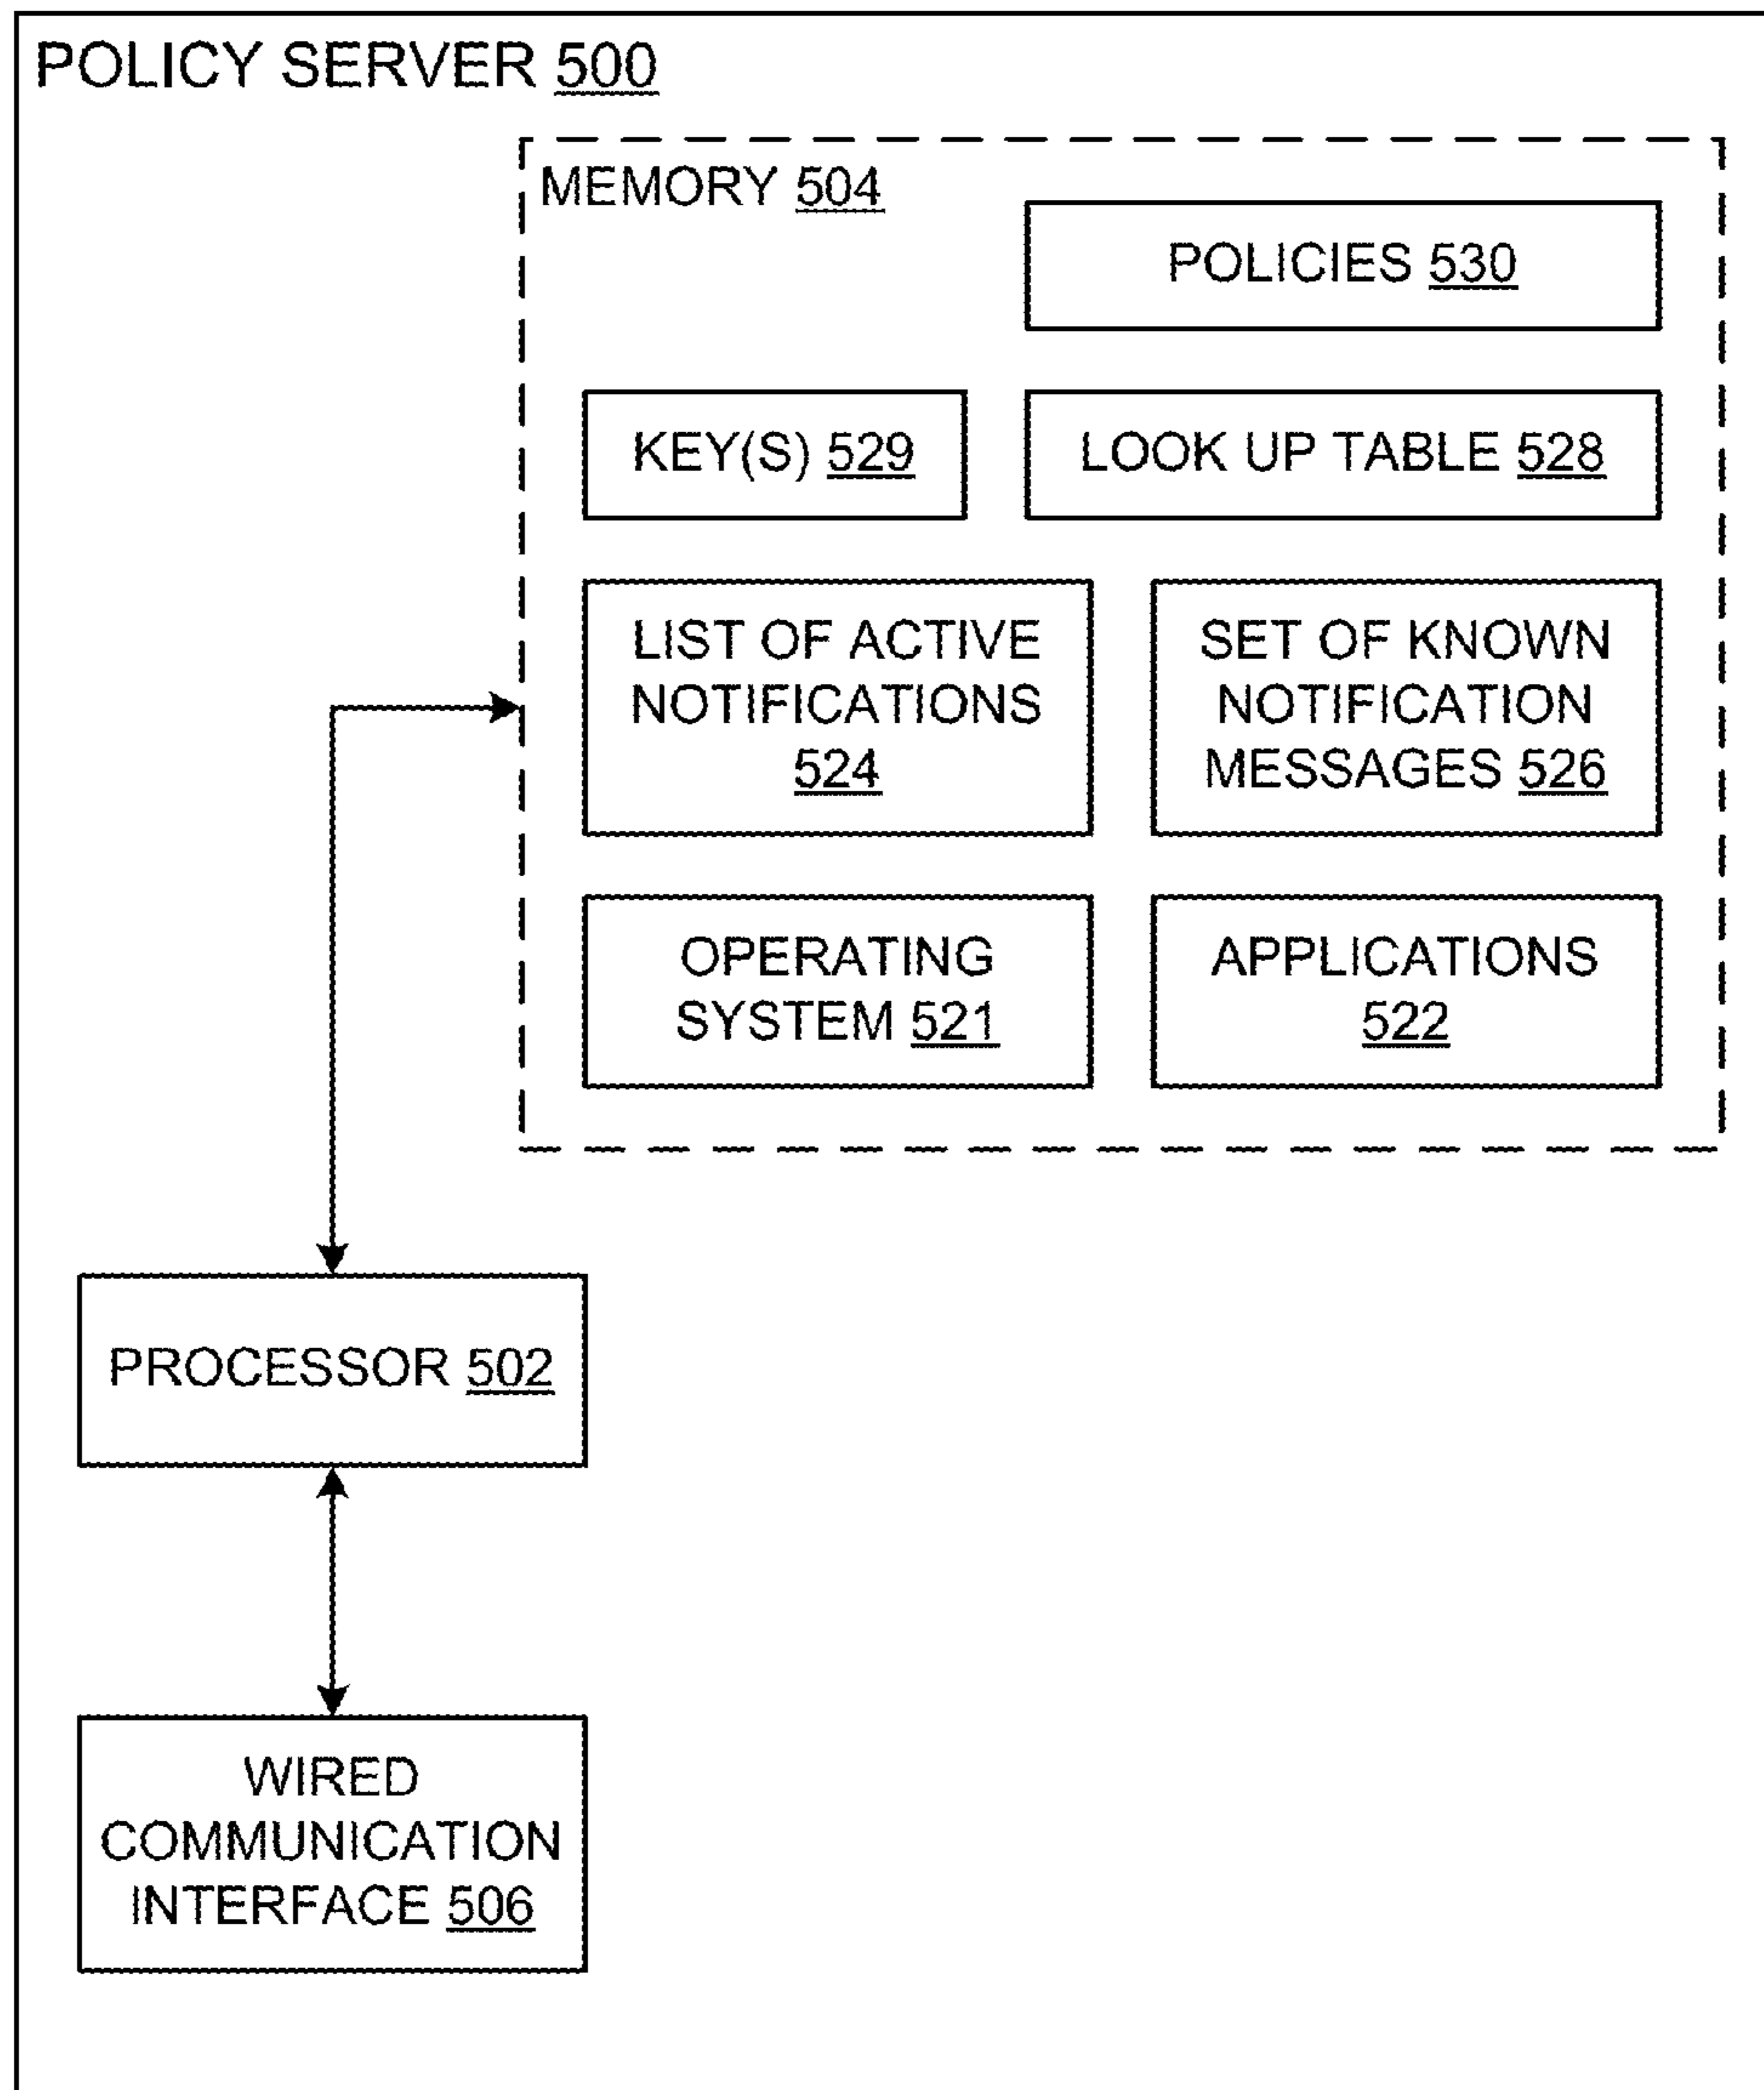 POLICY SERVER 500
MEMORY 504
POLICIES 530
KEY(S) 529
LOOK UP TABLE 528
LIST OF ACTIVE
NOTIFICATIONS
524
SET OF KNOWN
NOTIFICATION
MESSAGES 526
OPERATING
SYSTEM 521
APPLICATIONS
522
PROCESSOR 502
WIRED
COMMUNICATION
INTERFACE 506